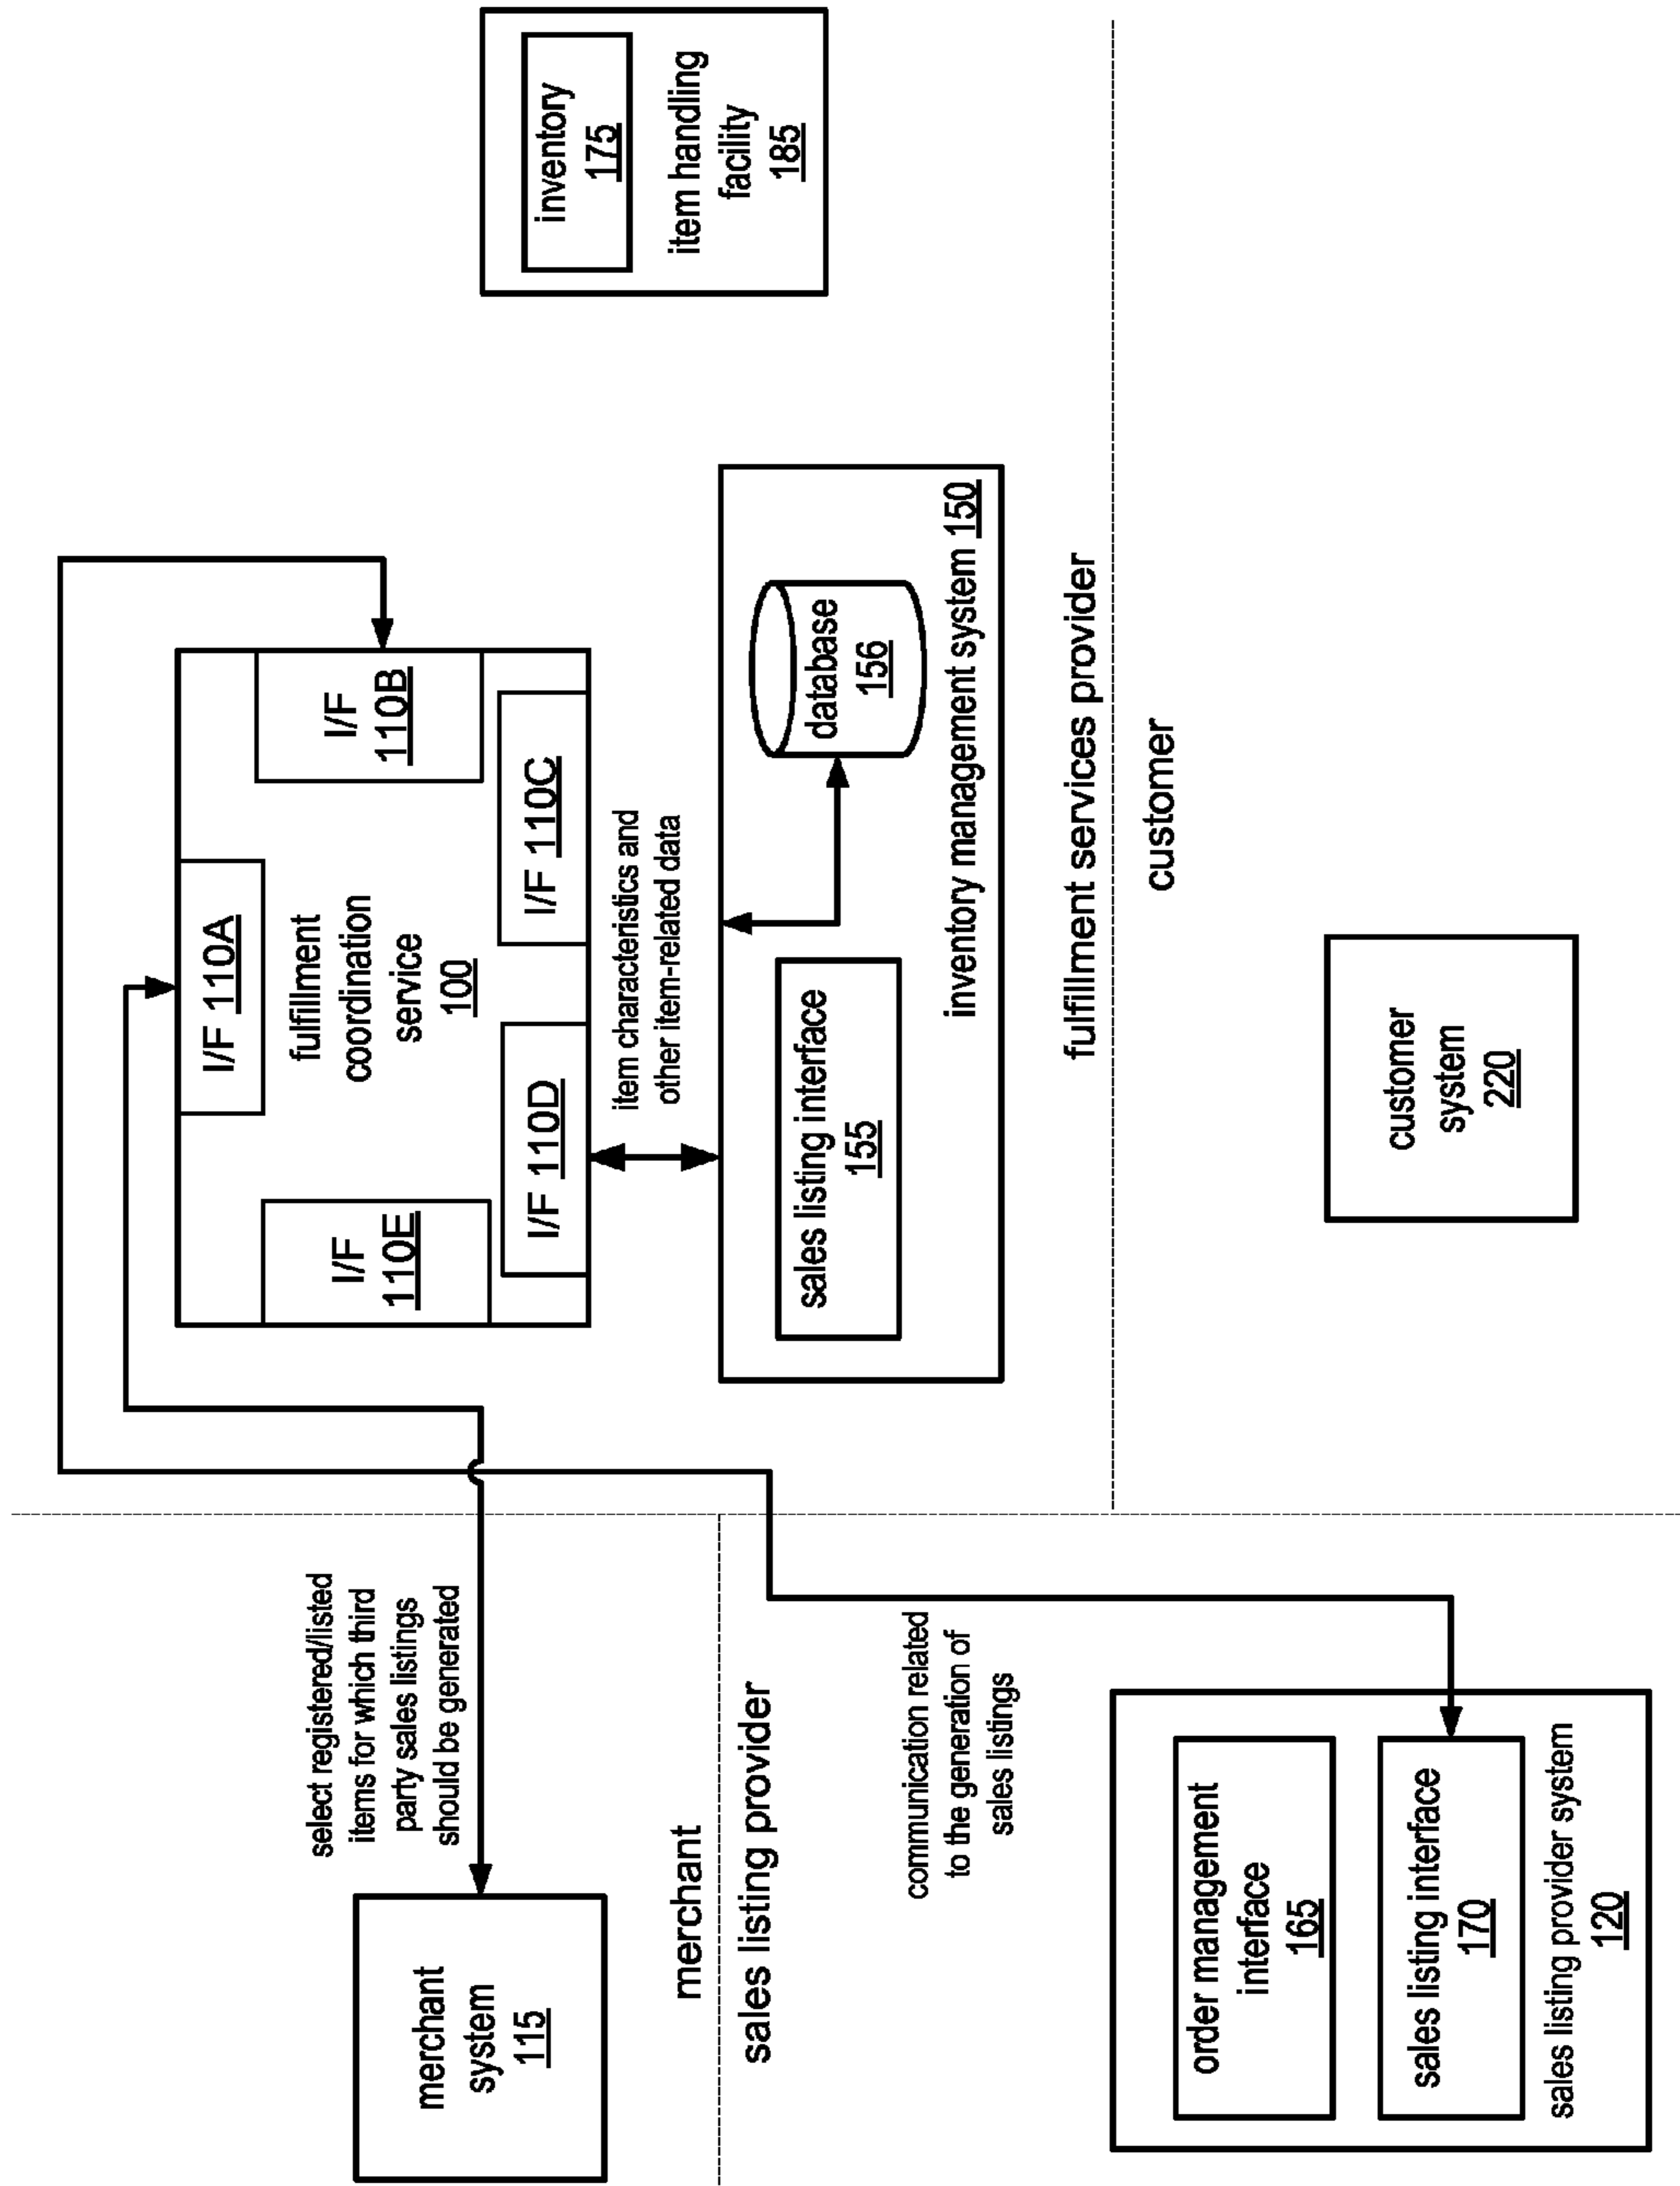 merchant
system
115
select registered/listed
items for which third
party sales listings
should be generated
merchant
sales listing provider
communication related
to the generation of
sales listings
order management
interface
165
sales listing interface
170
sales listing provider system
120
I/F 110A
I/F
110E
fulfillment
coordination
service
100
I/F
110B
I/F 110D
I/F 110C
item characteristics and
other item-related data
sales listing interface
155
database
156
inventory management system 150
inventory
175
item handling
facility
185
fulfillment services provider
customer
customer
system
220